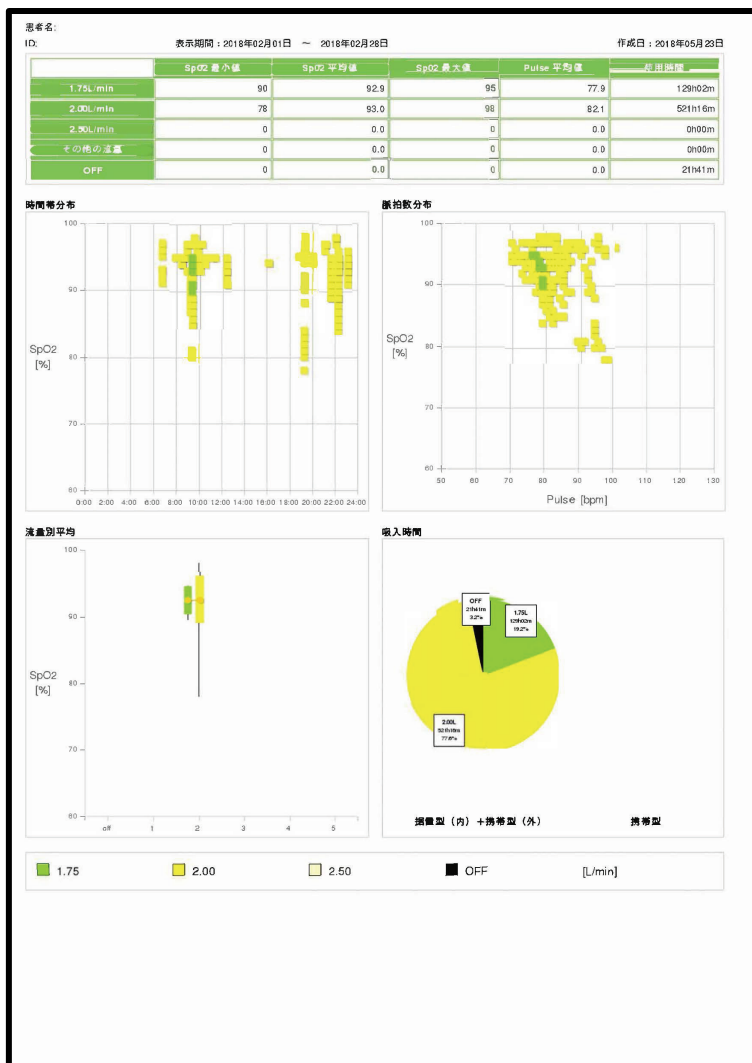 患者名:
ID:
表示期間：2018年02月01日　～　2018年02月28日
作成日：2018年05月23日
SpO2 最小値 SpO2 平均値 SpO2 最大値 Pulse 平均値 使用時間
1.75L/min 90 92.9 95 77.9 129h02m
2.00L/min 78 93.0 98 82.1 521h16m
2.50L/min 0 0.0 0 0.0 0h00m
その他の流量 0 0.0 0 0.0 0h00m
OFF 0 0.0 0 0.0 21h41m
時間帯分布
100
90
SpO2
[%]
80
70
60
0:00 2:00 4:00 6:00 8:00 10:00 12:00 14:00 16:00 18:00 20:00 22:00 24:00
脈拍数分布
100
90
SpO2
[%]
80
70
60
50 60 70 80 90 100 110 120 130
Pulse [bpm]
流量別平均
100
90
SpO2
[%]
80
70
60
off 1 2 3 4 5
吸入時間
OFF
21h41m
3.2%
1.75L
129h02m
19.2%
2.00L
521h16m
77.6%
据置型（内）＋携帯型（外）
携帯型
1.75 2.00 2.50 OFF [L/min]